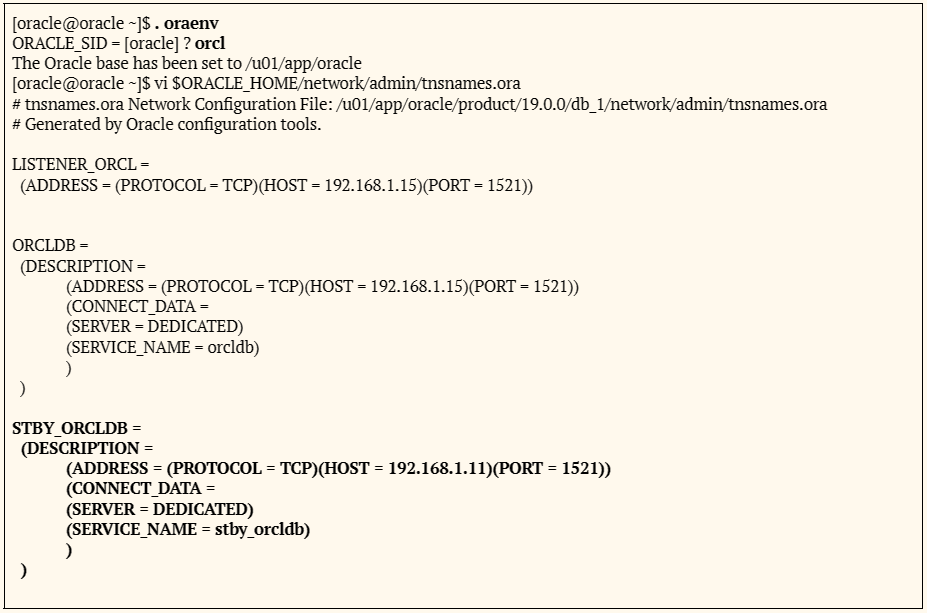 [oracle@oracle ~]$ . oraenv
ORACLE_SID = [oracle] ? orcl
The Oracle base has been set to /u01/app/oracle
[oracle@oracle ~]$ vi $ORACLE_HOME/network/admin/tnsnames.ora
# tnsnames.ora Network Configuration File: /u01/app/oracle/product/19.0.0/db_1/network/admin/tnsnames.ora
# Generated by Oracle configuration tools.
LISTENER_ORCL =
(ADDRESS = (PROTOCOL = TCP)(HOST = 192.168.1.15)(PORT = 1521))
ORCLDB =
(DESCRIPTION =
(ADDRESS = (PROTOCOL = TCP)(HOST = 192.168.1.15)(PORT = 1521))
(CONNECT_DATA =
(SERVER = DEDICATED)
(SERVICE_NAME = orcldb)
)
)
STBY_ORCLDB =
(DESCRIPTION =
(ADDRESS = (PROTOCOL = TCP)(HOST = 192.168.1.11)(PORT = 1521))
(CONNECT_DATA =
(SERVER = DEDICATED)
(SERVICE_NAME = stby_orcldb)
)
)